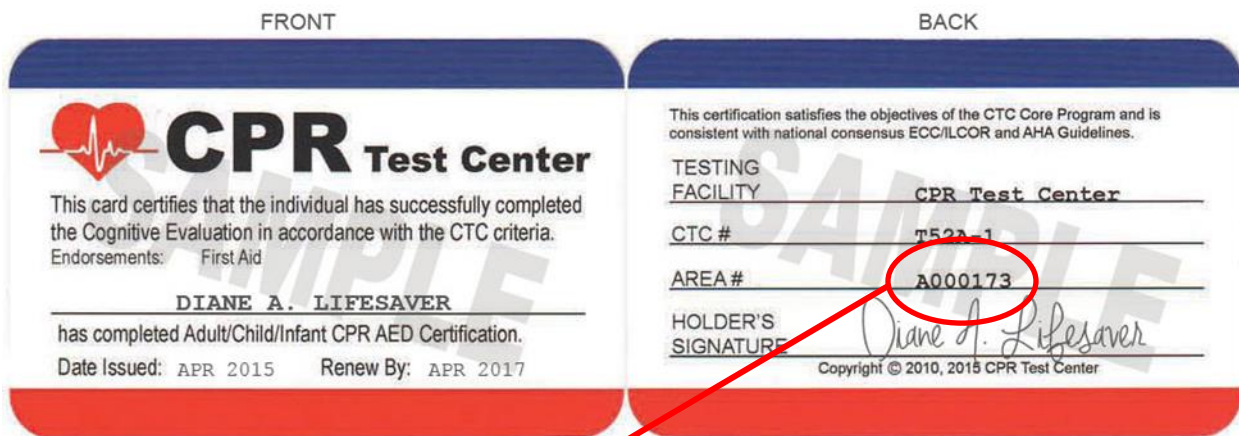 FRONT
CPR Test Center
SAMPLE
This card certifies that the individual has successfully completed
the Cognitive Evaluation in accordance with the CTC criteria.
Endorsements: First Aid
DIANE A. LIFESAVER
has completed Adult/Child/Infant CPR AED Certification.
Date Issued: APR 2015 Renew By: APR 2017
BACK
This certification satisfies the objectives of the CTC Core Program and is
consistent with national consensus ECC/ILCOR and AHA Guidelines.
SAMPLE
TESTING
FACILITY CPR Test Center
CTC # T52A-1
AREA # A000173
HOLDER'S
SIGNATURE Diane A. Lifesaver
Copyright © 2010, 2015 CPR Test Center